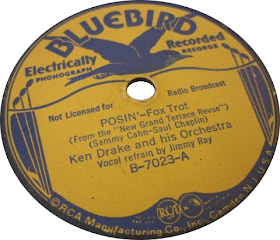 BLUEBIRD
Electrically Recorded
PHONOGRAPH RECORDS
Not Licensed for Radio Broadcast
POSIN'-Fox Trot
(From the "New Grand Terrace Revue")
(Sammy Cahn-Saul Chaplin)
Ken Drake and his Orchestra
Vocal refrain by Jimmy Ray
B-7023-A
RCA
©RCA Manufacturing Co., Inc., Camden, N.J., U.S.A.